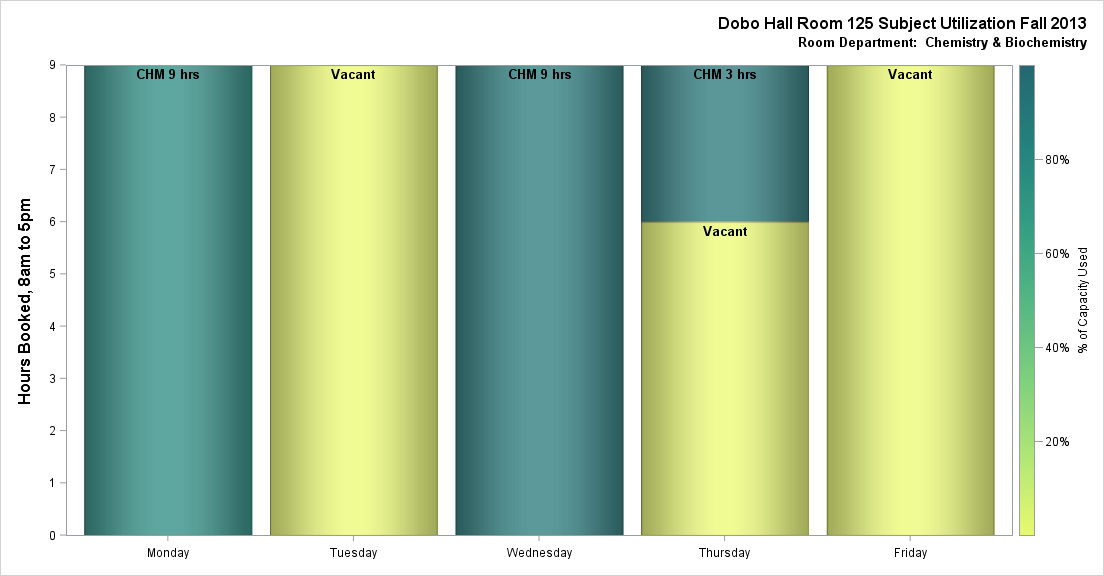 Dobo Hall Room 125 Subject Utilization Fall 2013
Room Department:  Chemistry & Biochemistry
Hours Booked, 8am to 5pm
9
8
7
6
5
4
3
2
1
0
CHM 9 hrs
Vacant
CHM 9 hrs
CHM 3 hrs
Vacant
Vacant
Monday
Tuesday
Wednesday
Thursday
Friday
80%
60%
40%
20%
% of Capacity Used